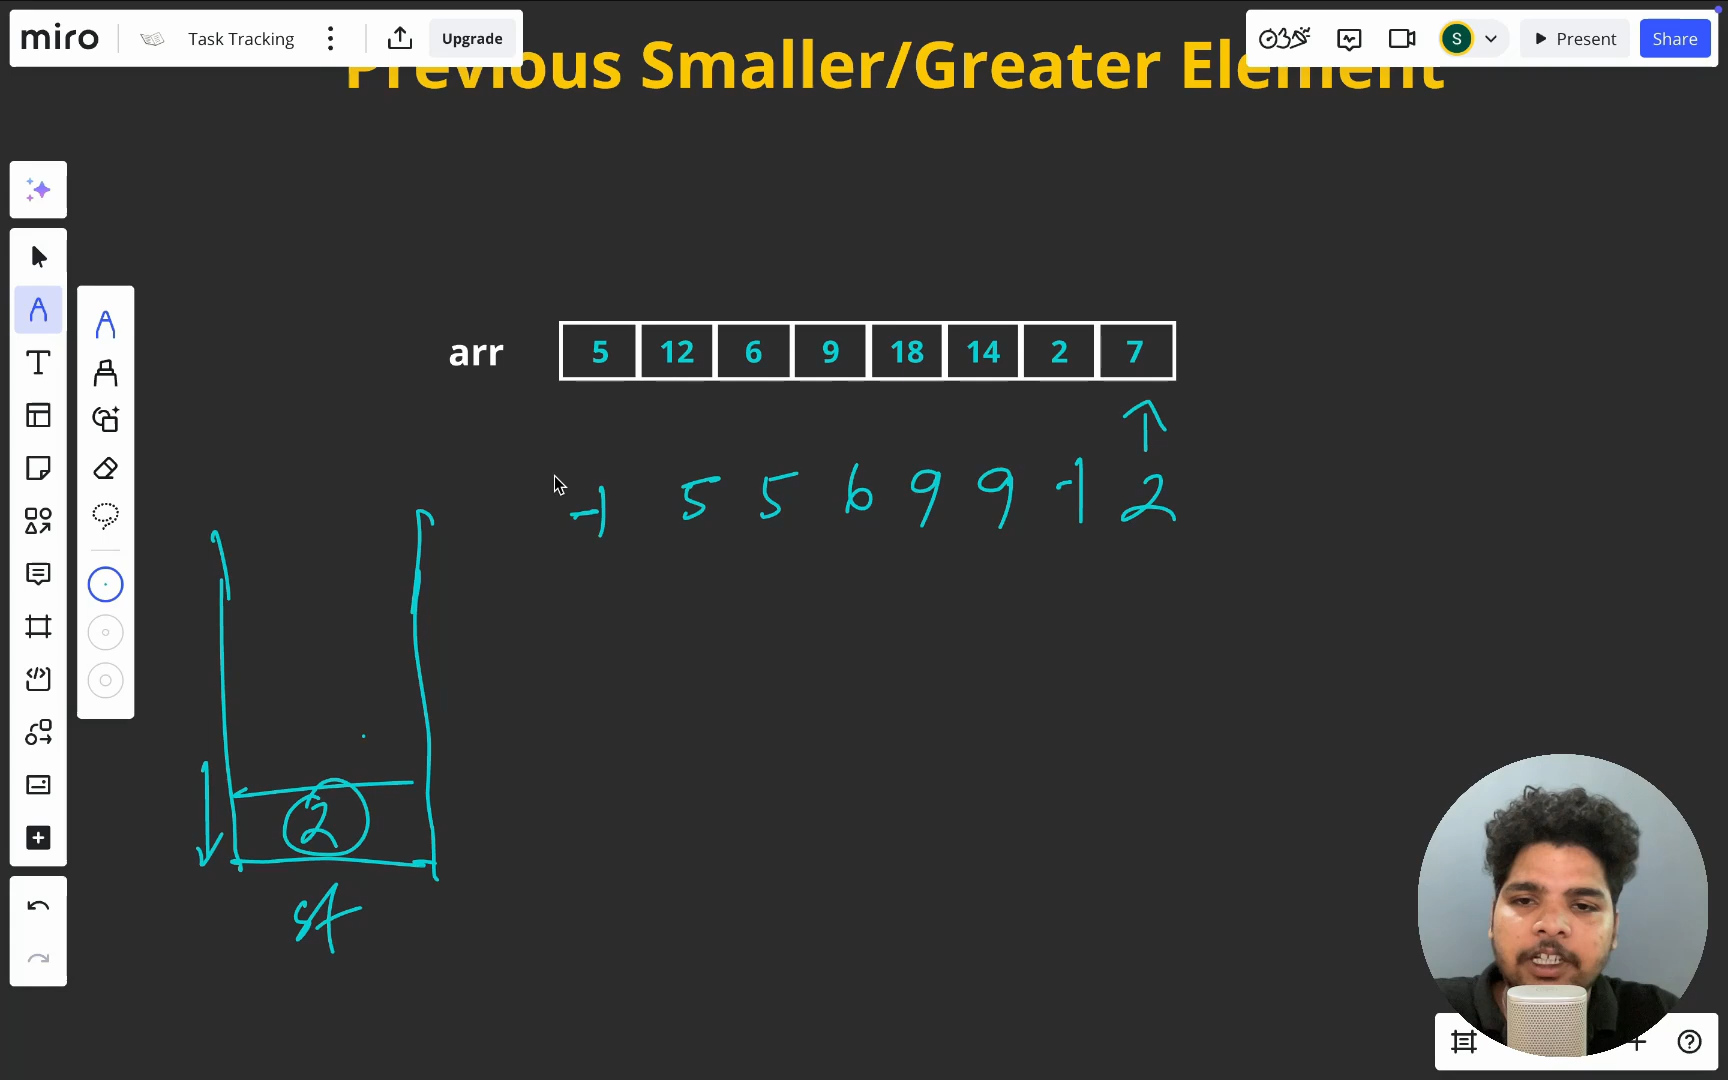 miro Task Tracking Upgrade
S Present Share
Previous Smaller/Greater Element
arr 5 12 6 9 18 14 2 7
-1 5 5 6 9 9 -1 2
2
st